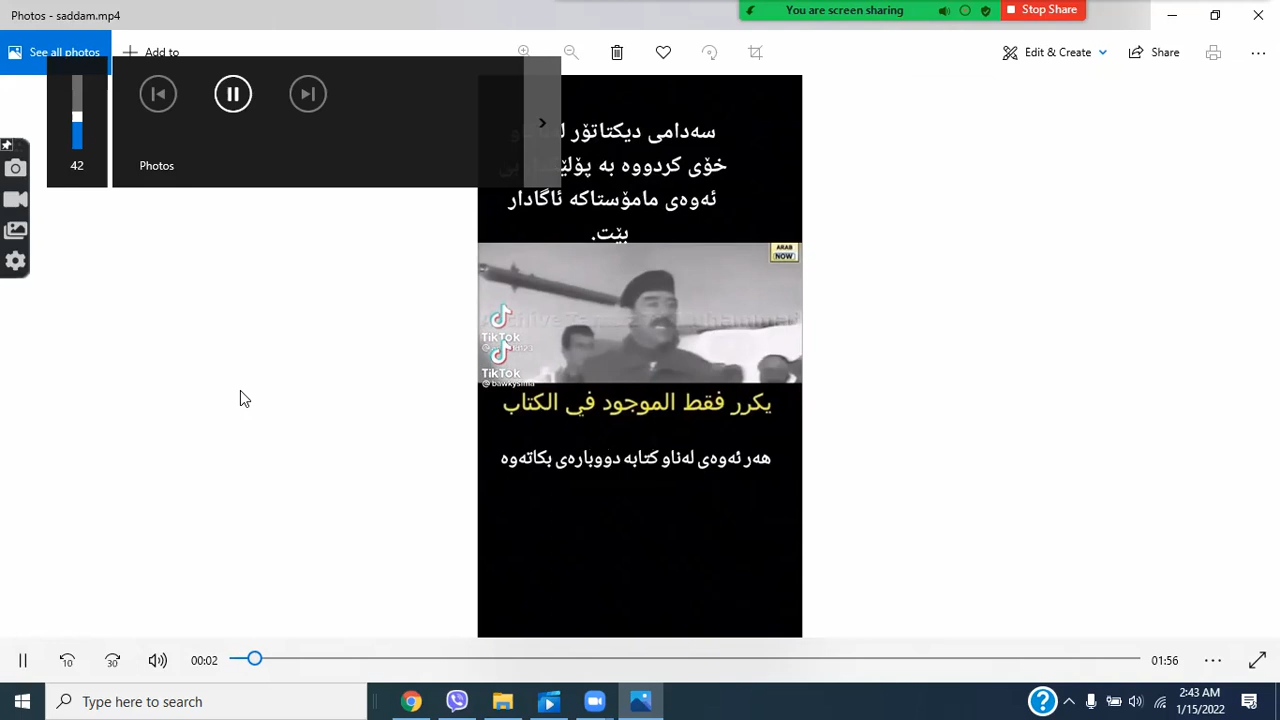 Photos - saddam.mp4
You are screen sharing
Stop Share
See all photos
Add to
Edit & Create
Share
42
Photos
سەدامی دیکتاتۆر
خۆی کردووە بە
ئەوەی مامۆستاکە ئاگادار
بێت.
ARAB
NOW
TikTok
TikTok
@bawkysima
يكرر فقط الموجود في الكتاب
هەر ئەوەی لەناو کتابە دووبارەی بکاتەوە
10
30
00:02
01:56
Type here to search
2:43 AM
1/15/2022